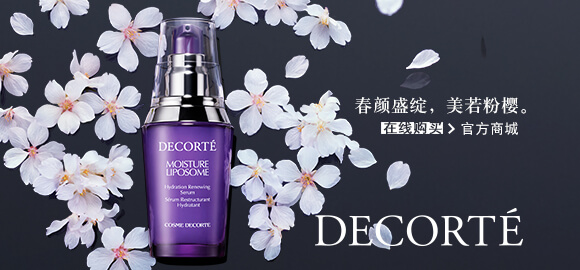 DECORTÉ
MOISTURE
LIPOSOME
Hydration Renewing
Serum
Sérum Restructurant
Hydratant
COSME DECORTE
春颜盛绽，美若粉樱。
在线购买 > 官方商城
DECORTÉ